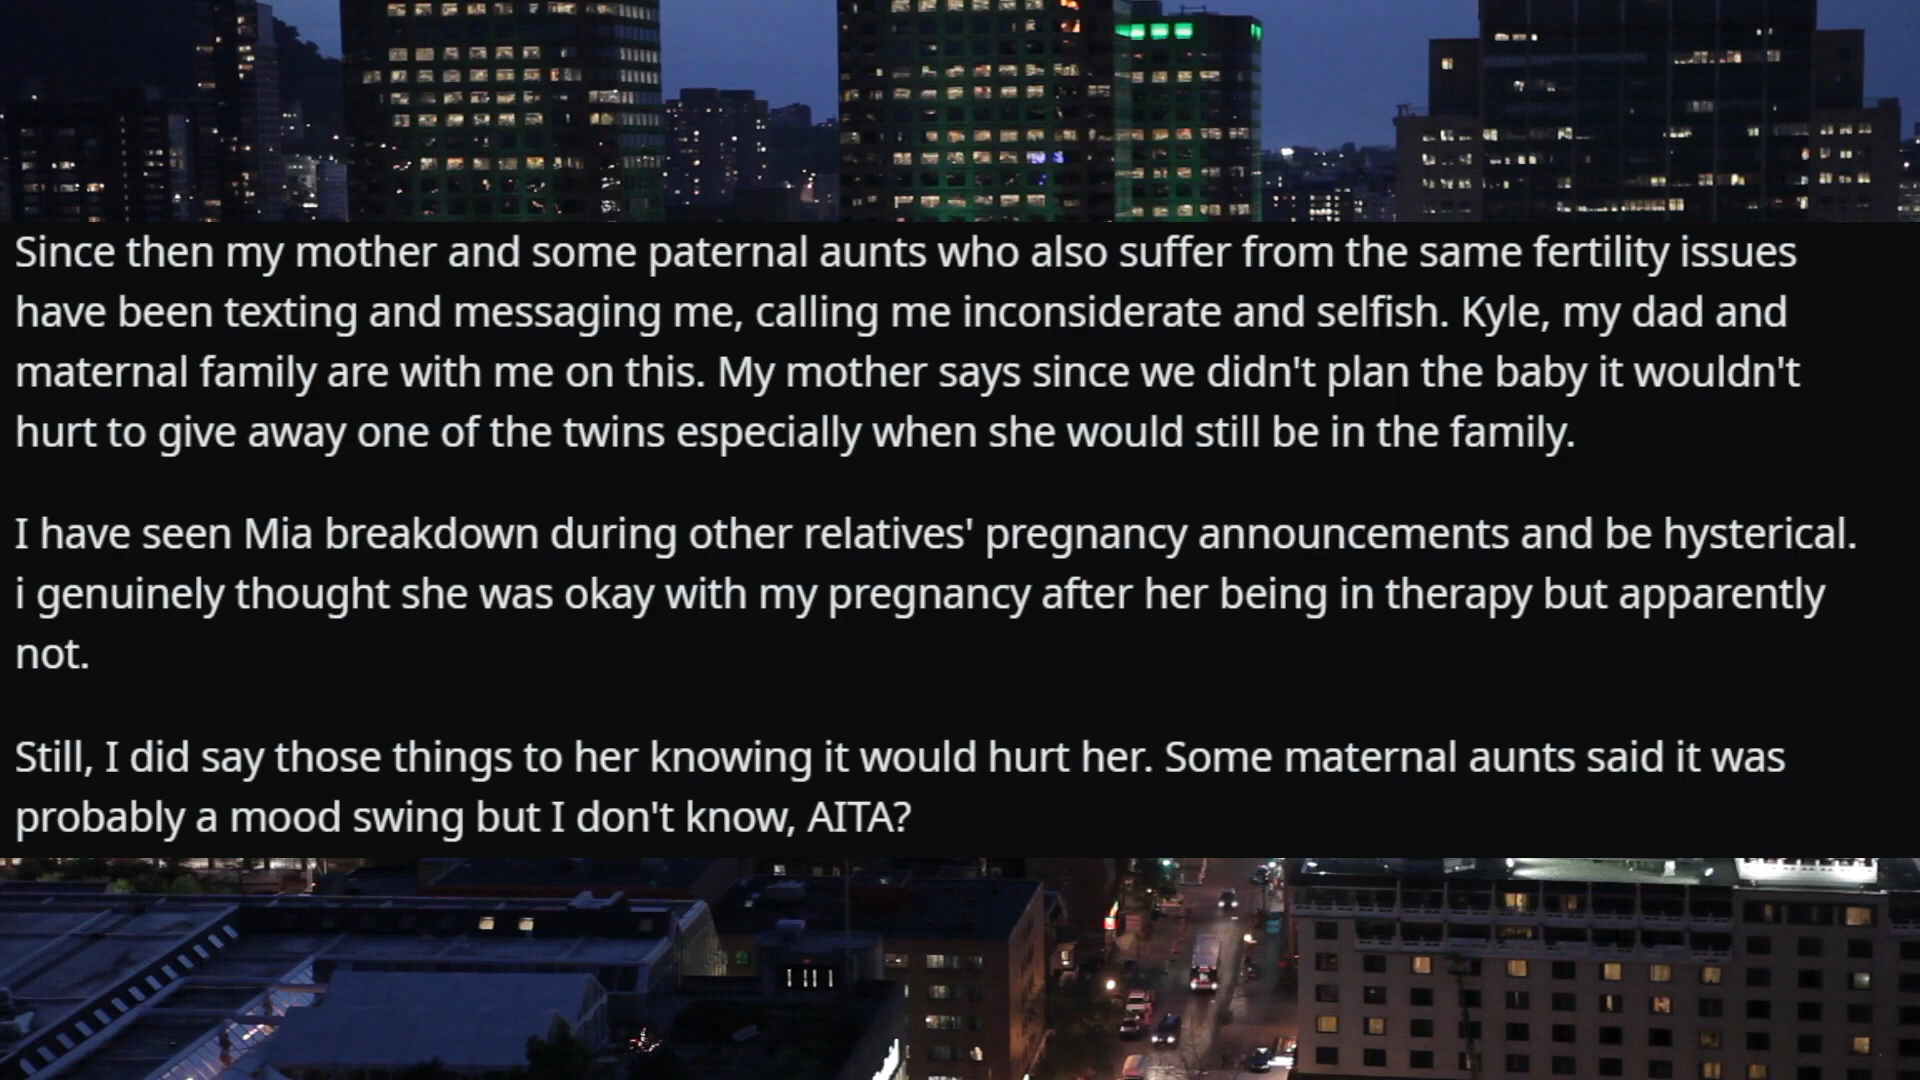 Since then my mother and some paternal aunts who also suffer from the same fertility issues
have been texting and messaging me, calling me inconsiderate and selfish. Kyle, my dad and
maternal family are with me on this. My mother says since we didn't plan the baby it wouldn't
hurt to give away one of the twins especially when she would still be in the family.
I have seen Mia breakdown during other relatives' pregnancy announcements and be hysterical.
i genuinely thought she was okay with my pregnancy after her being in therapy but apparently
not.
Still, I did say those things to her knowing it would hurt her. Some maternal aunts said it was
probably a mood swing but I don't know, AITA?